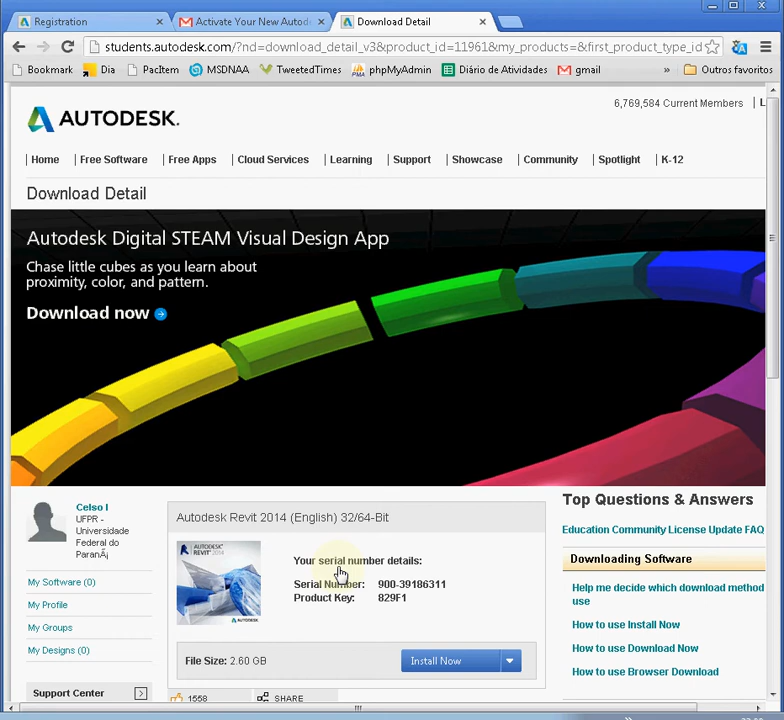 Registration
Activate Your New Autod
Download Detail
students.autodesk.com/?nd=download_detail_v3&product_id=11961&my_products=&first_product_type_id
Bookmark
Dia
PacItem
MSDNAA
TweetedTimes
phpMyAdmin
Diário de Atividades
gmail
»
Outros favoritos
6,769,584 Current Members | L
AUTODESK.
Home | Free Software | Free Apps | Cloud Services | Learning | Support | Showcase | Community | Spotlight | K-12
Download Detail
Autodesk Digital STEAM Visual Design App
Chase little cubes as you learn about
proximity, color, and pattern.
Download now
Celso I
UFPR -
Universidade
Federal do
ParanÃ¡
My Software (0)
My Profile
My Groups
My Designs (0)
Support Center
Autodesk Revit 2014 (English) 32/64-Bit
AUTODESK®
REVIT® 2014
AUTODESK
Your serial number details:
Serial Number: 900-39186311
Product Key: 829F1
File Size: 2.60 GB
Install Now
1558
SHARE
Top Questions & Answers
Education Community License Update FAQ
Downloading Software
Help me decide which download method
use
How to use Install Now
How to use Download Now
How to use Browser Download